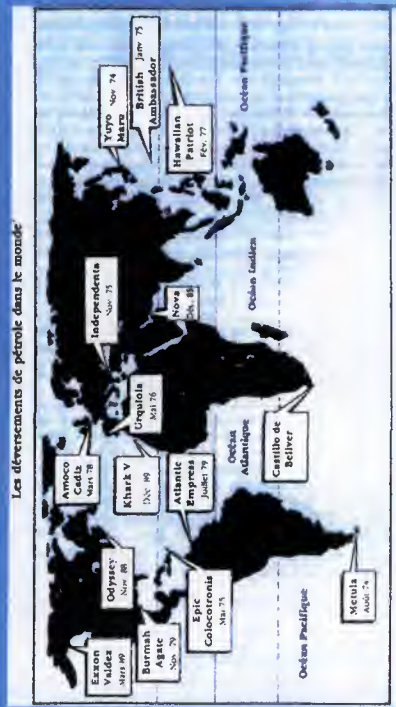 Les déversements de pétrole dans le monde
Exxon
Valdez
Mars 89
Burmah
Agate
Nov 79
Odyssey
Nov. 88
Epic
Colocotronis
Mai 75
Amoco
Cadiz
Mars 78
Khark V
Déc 89
Atlantic
Empress
Juillet 79
Urquiola
Mai 76
Independenta
Nov 75
Nova
Déc. 85
Yuyo Nov 74
Maru
British Janv 75
Ambassador
Hawaiian
Patriot
Fév. 77
Castillo de
Beliver
Metula
Août 74
Océan Pacifique
Océan
Atlantique
Océan Indien
Océan Pacifique